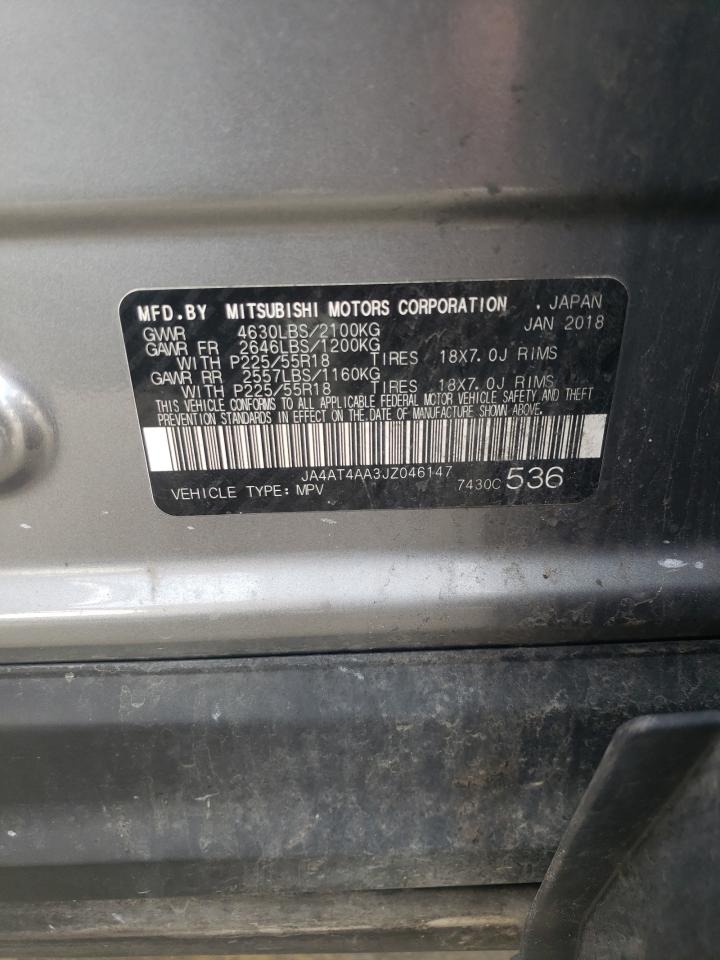 MFD.BY MITSUBISHI MOTORS CORPORATION . JAPAN
GVWR 4630LBS/2100KG JAN 2018
GAWR FR 2646LBS/1200KG
WITH P225/55R18 TIRES 18X7.0J RIMS
GAWR RR 2557LBS/1160KG
WITH P225/55R18 TIRES 18X7.0J RIMS
THIS VEHICLE CONFORMS TO ALL APPLICABLE FEDERAL MOTOR VEHICLE SAFETY AND THEFT
PREVENTION STANDARDS IN EFFECT ON THE DATE OF MANUFACTURE SHOWN ABOVE.
JA4AT4AA3JZ046147
VEHICLE TYPE: MPV 7430C 536